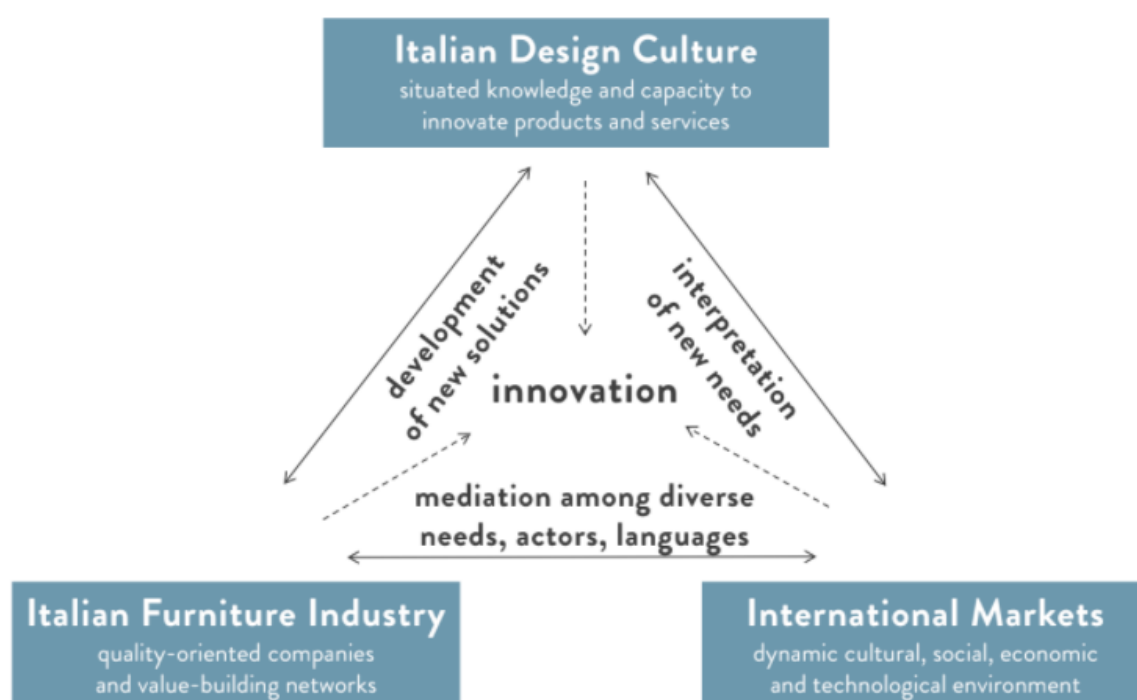 Italian Design Culture
situated knowledge and capacity to
innovate products and services
development
of new solutions
interpretation
of new needs
innovation
mediation among diverse
needs, actors, languages
Italian Furniture Industry
quality-oriented companies
and value-building networks
International Markets
dynamic cultural, social, economic
and technological environment